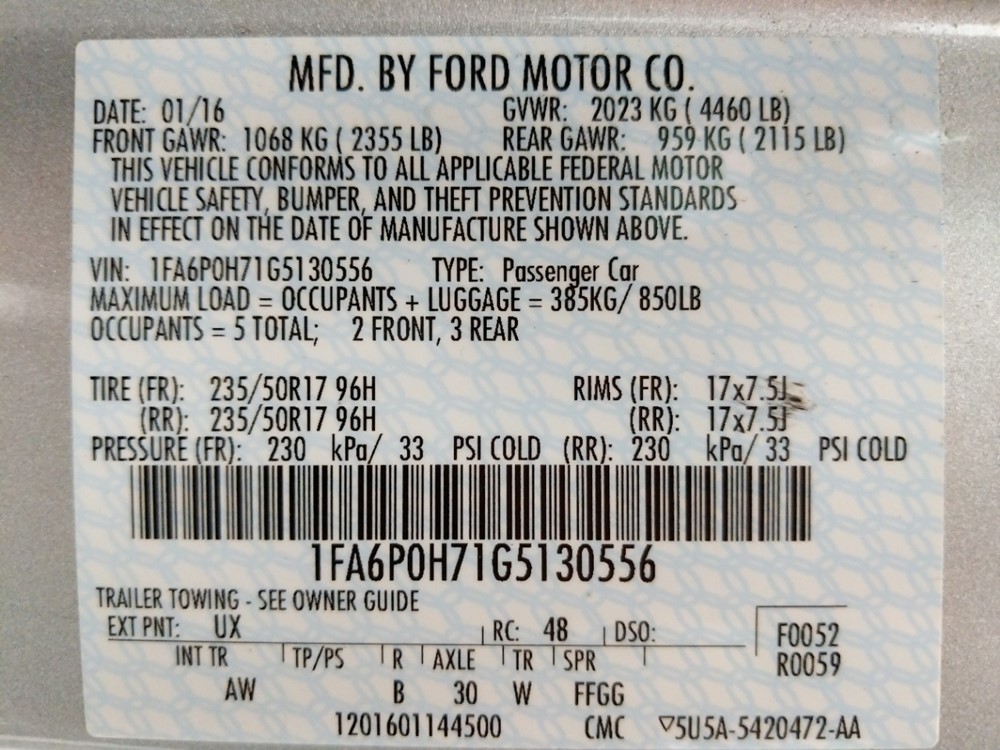 MFD. BY FORD MOTOR CO.
DATE: 01/16 GVWR: 2023 KG ( 4460 LB)
FRONT GAWR: 1068 KG ( 2355 LB) REAR GAWR: 959 KG ( 2115 LB)
THIS VEHICLE CONFORMS TO ALL APPLICABLE FEDERAL MOTOR
VEHICLE SAFETY, BUMPER, AND THEFT PREVENTION STANDARDS
IN EFFECT ON THE DATE OF MANUFACTURE SHOWN ABOVE.
VIN: 1FA6P0H71G5130556 TYPE: Passenger Car
MAXIMUM LOAD = OCCUPANTS + LUGGAGE = 385KG/ 850LB
OCCUPANTS = 5 TOTAL; 2 FRONT, 3 REAR
TIRE (FR): 235/50R17 96H RIMS (FR): 17x7.5J
(RR): 235/50R17 96H (RR): 17x7.5J
PRESSURE (FR): 230 kPa/ 33 PSI COLD (RR): 230 kPa/ 33 PSI COLD
1FA6P0H71G5130556
TRAILER TOWING - SEE OWNER GUIDE
EXT PNT: UX RC: 48 DSO: F0052
INT TR TP/PS R AXLE TR SPR R0059
AW B 30 W FFGG
1201601144500 CMC ▽5U5A-5420472-AA